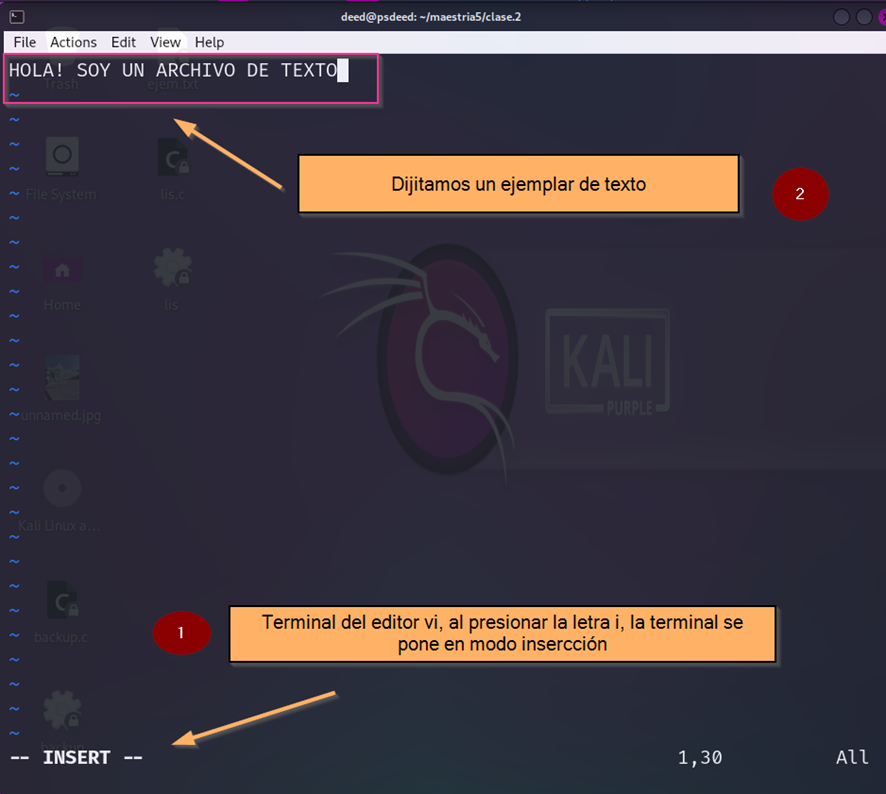 deed@psdeed: ~/maestria5/clase.2
File Actions Edit View Help
HOLA! SOY UN ARCHIVO DE TEXTO
Trash
ejem.txt
~
~
~
~
File System
lis.c
Dijitamos un ejemplar de texto
2
~
~
~
~
Home
lis
~
~
KALI
PURPLE
~
~
~
~
unnamed.jpg
~
~
~
~
Kali Linux a...
~
~
~
~
backup.c
1
Terminal del editor vi, al presionar la letra i, la terminal se
pone en modo insercción
~
~
~
~
~
backup
-- INSERT --
1,30
All